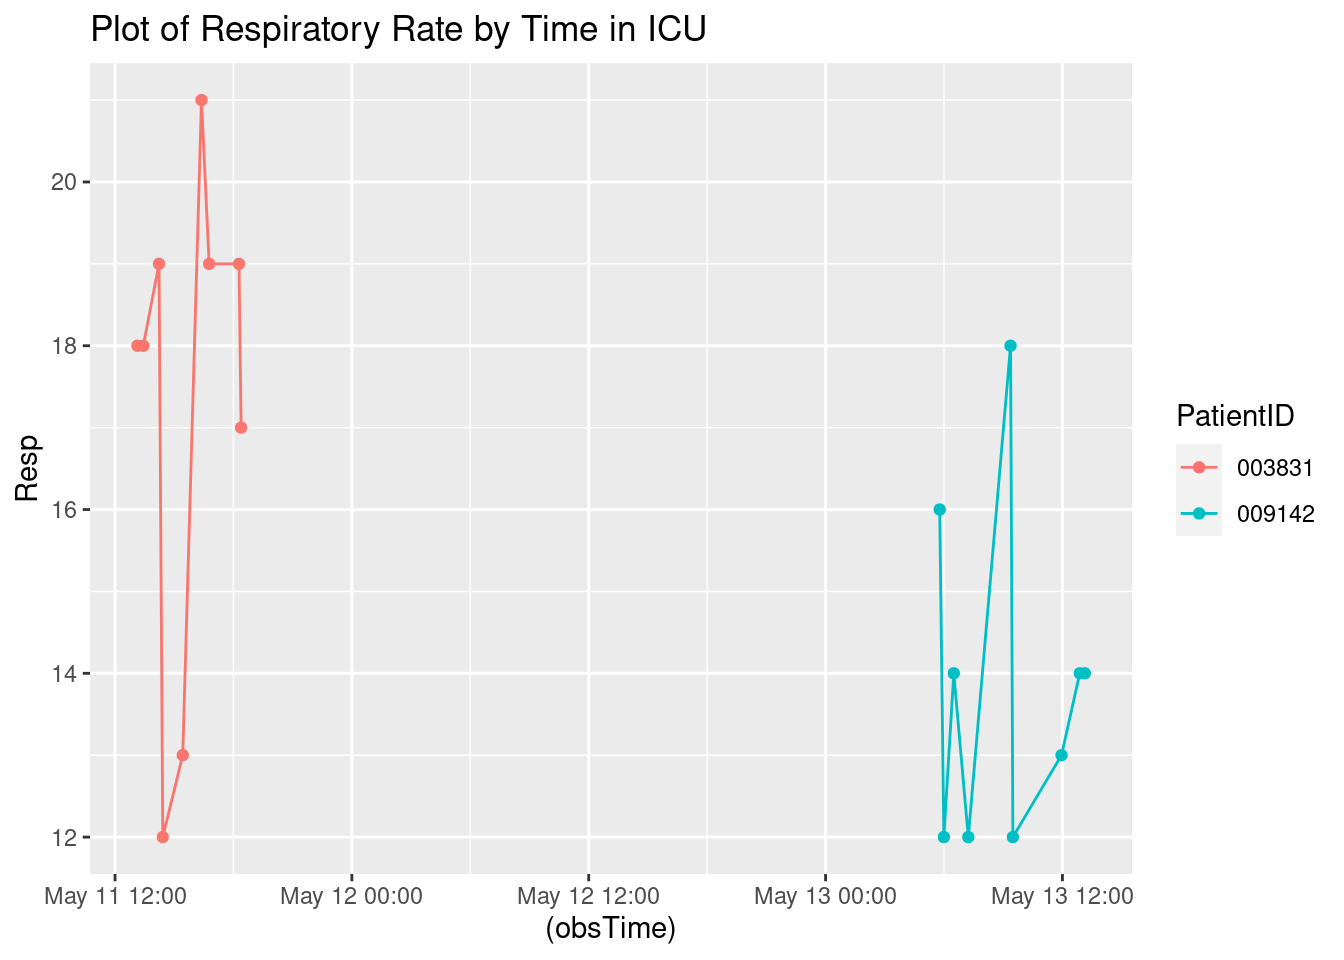 Plot of Respiratory Rate by Time in ICU
20
18
16
14
12
Resp
May 11 12:00
May 12 00:00
May 12 12:00
May 13 00:00
May 13 12:00
(obsTime)
PatientID
003831
009142